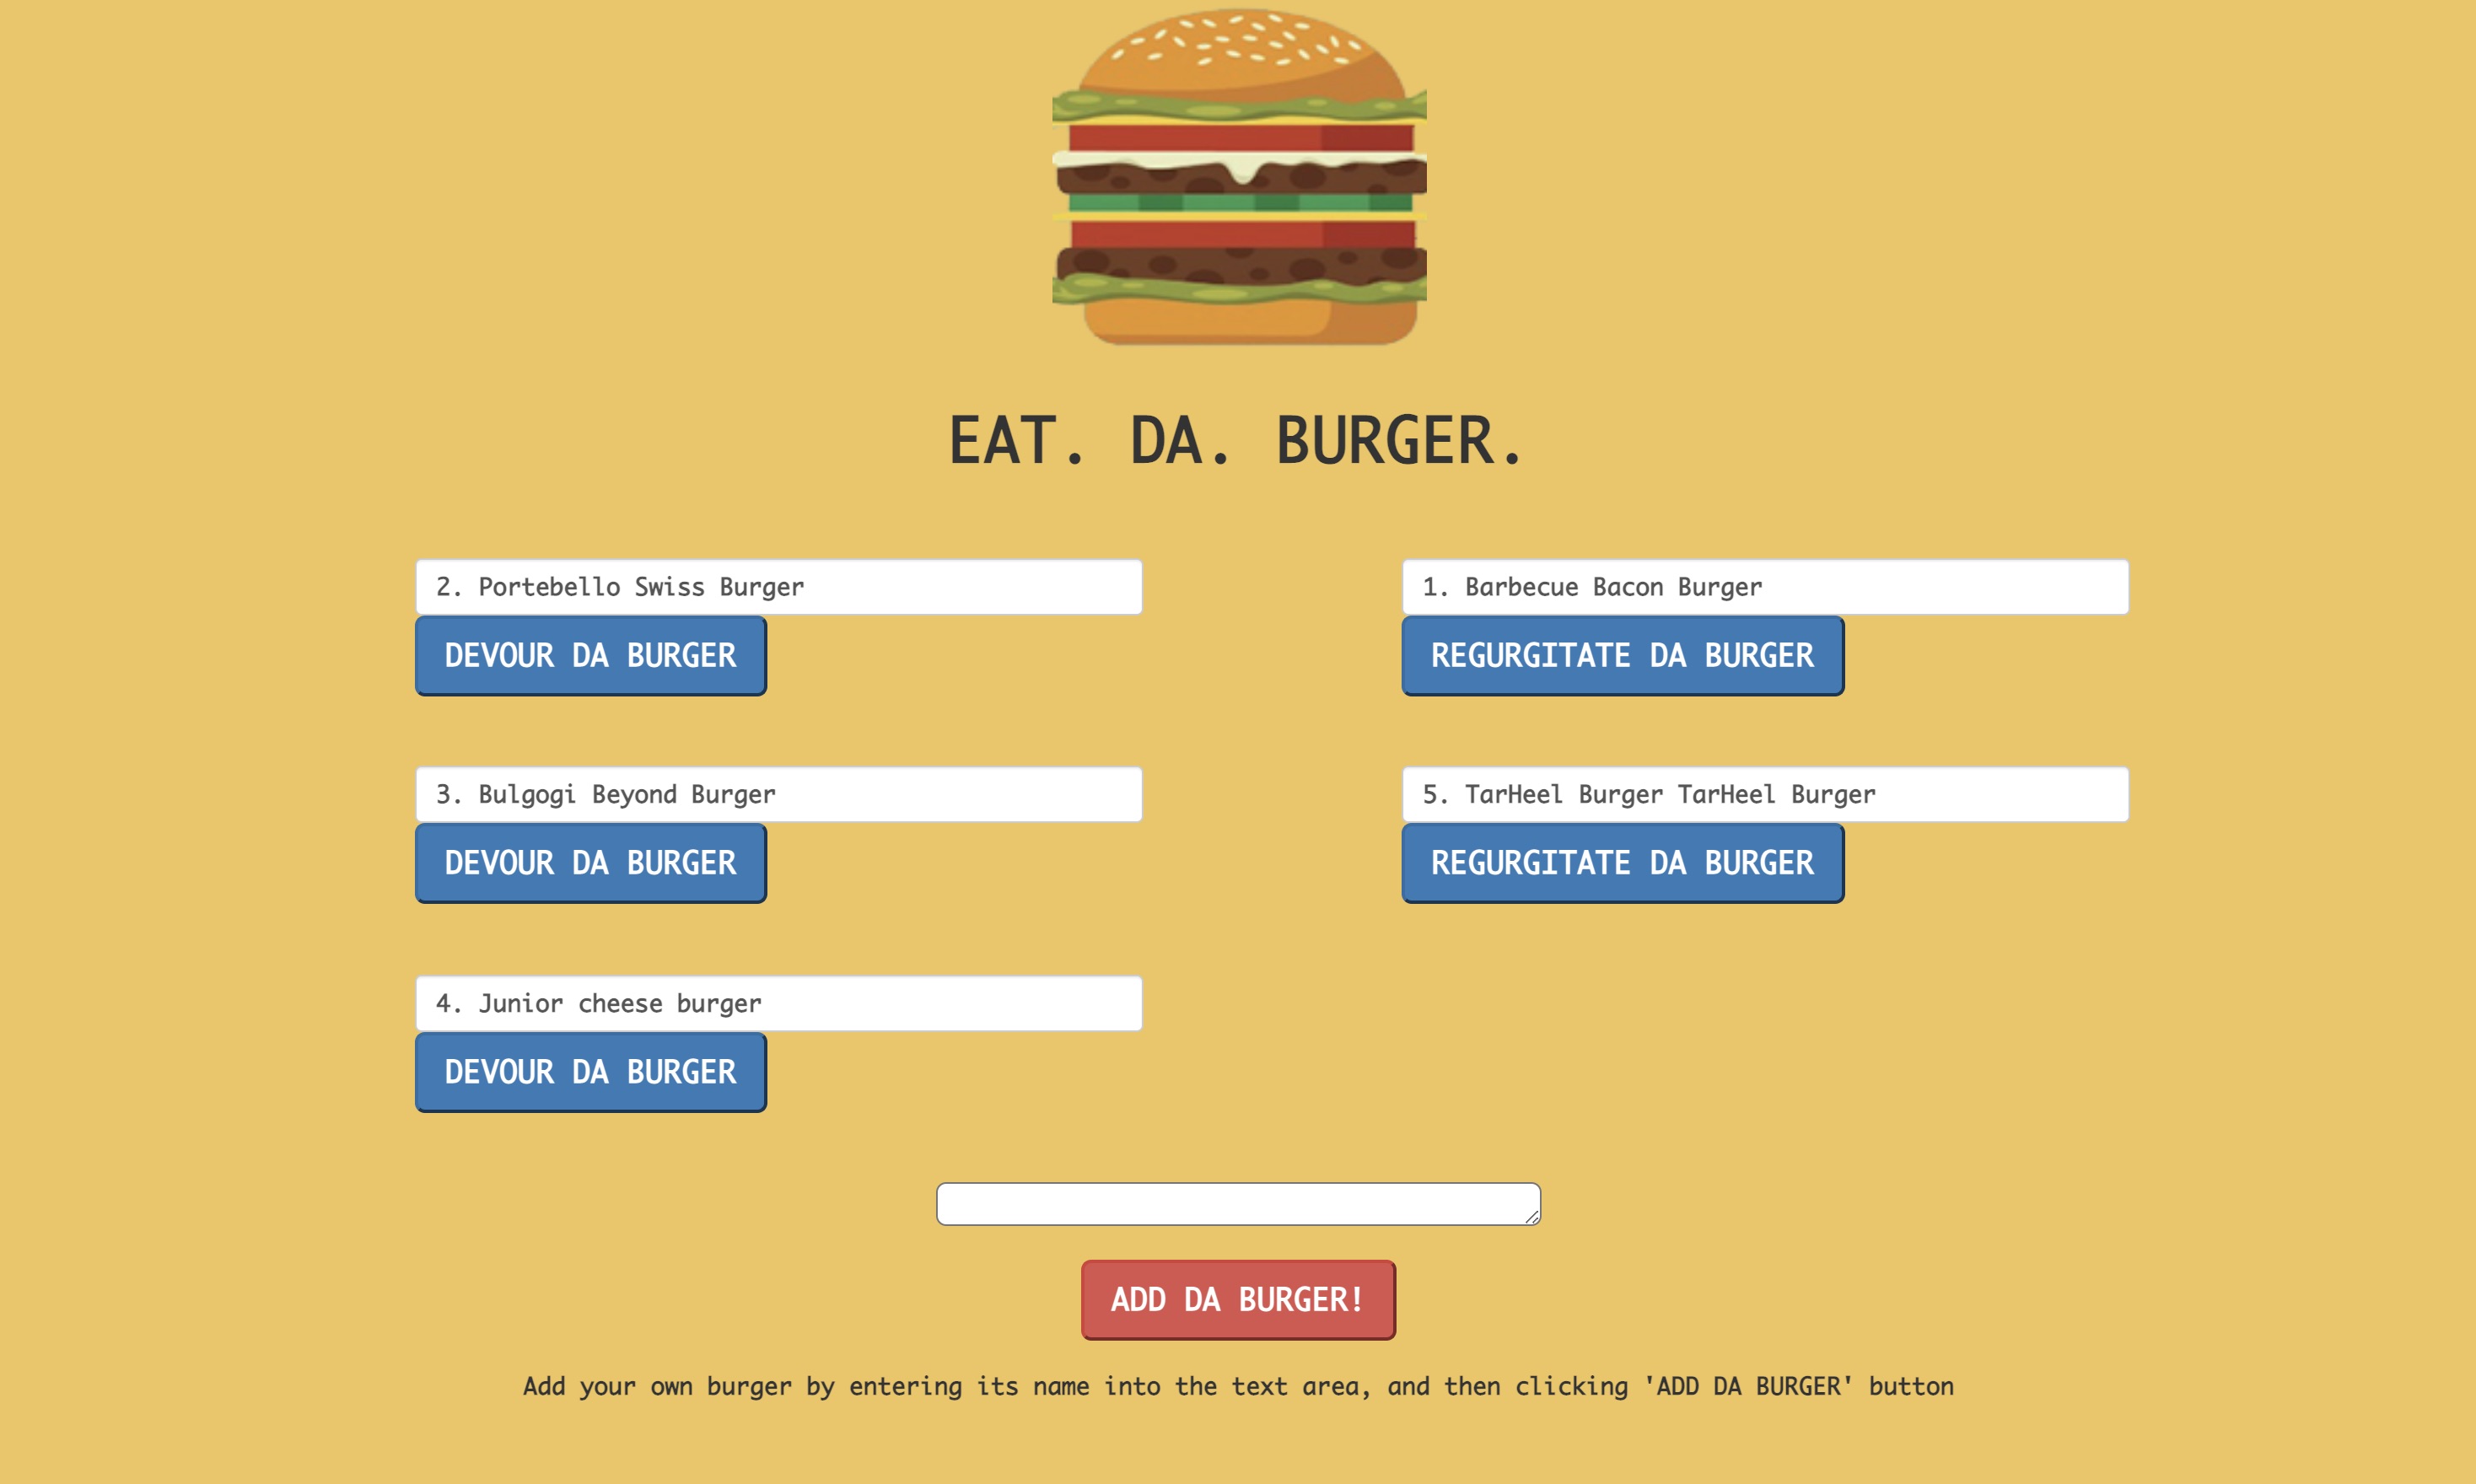 EAT. DA. BURGER.
2. Portebello Swiss Burger
DEVOUR DA BURGER
3. Bulgogi Beyond Burger
DEVOUR DA BURGER
4. Junior cheese burger
DEVOUR DA BURGER
1. Barbecue Bacon Burger
REGURGITATE DA BURGER
5. TarHeel Burger TarHeel Burger
REGURGITATE DA BURGER
ADD DA BURGER!
Add your own burger by entering its name into the text area, and then clicking 'ADD DA BURGER' button